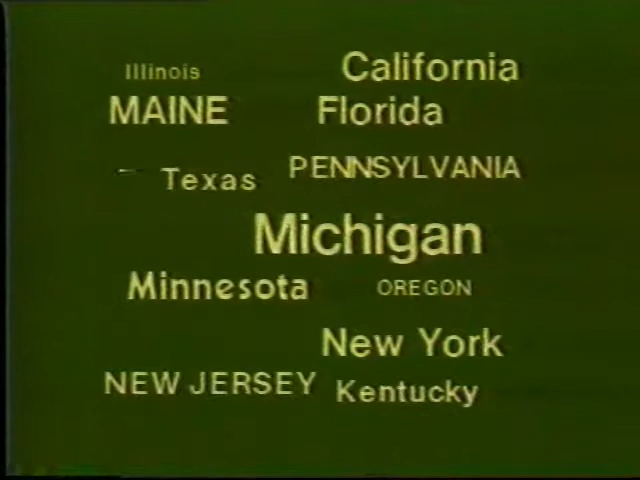 Illinois California
MAINE Florida
Texas PENNSYLVANIA
Michigan
Minnesota OREGON
New York
NEW JERSEY Kentucky